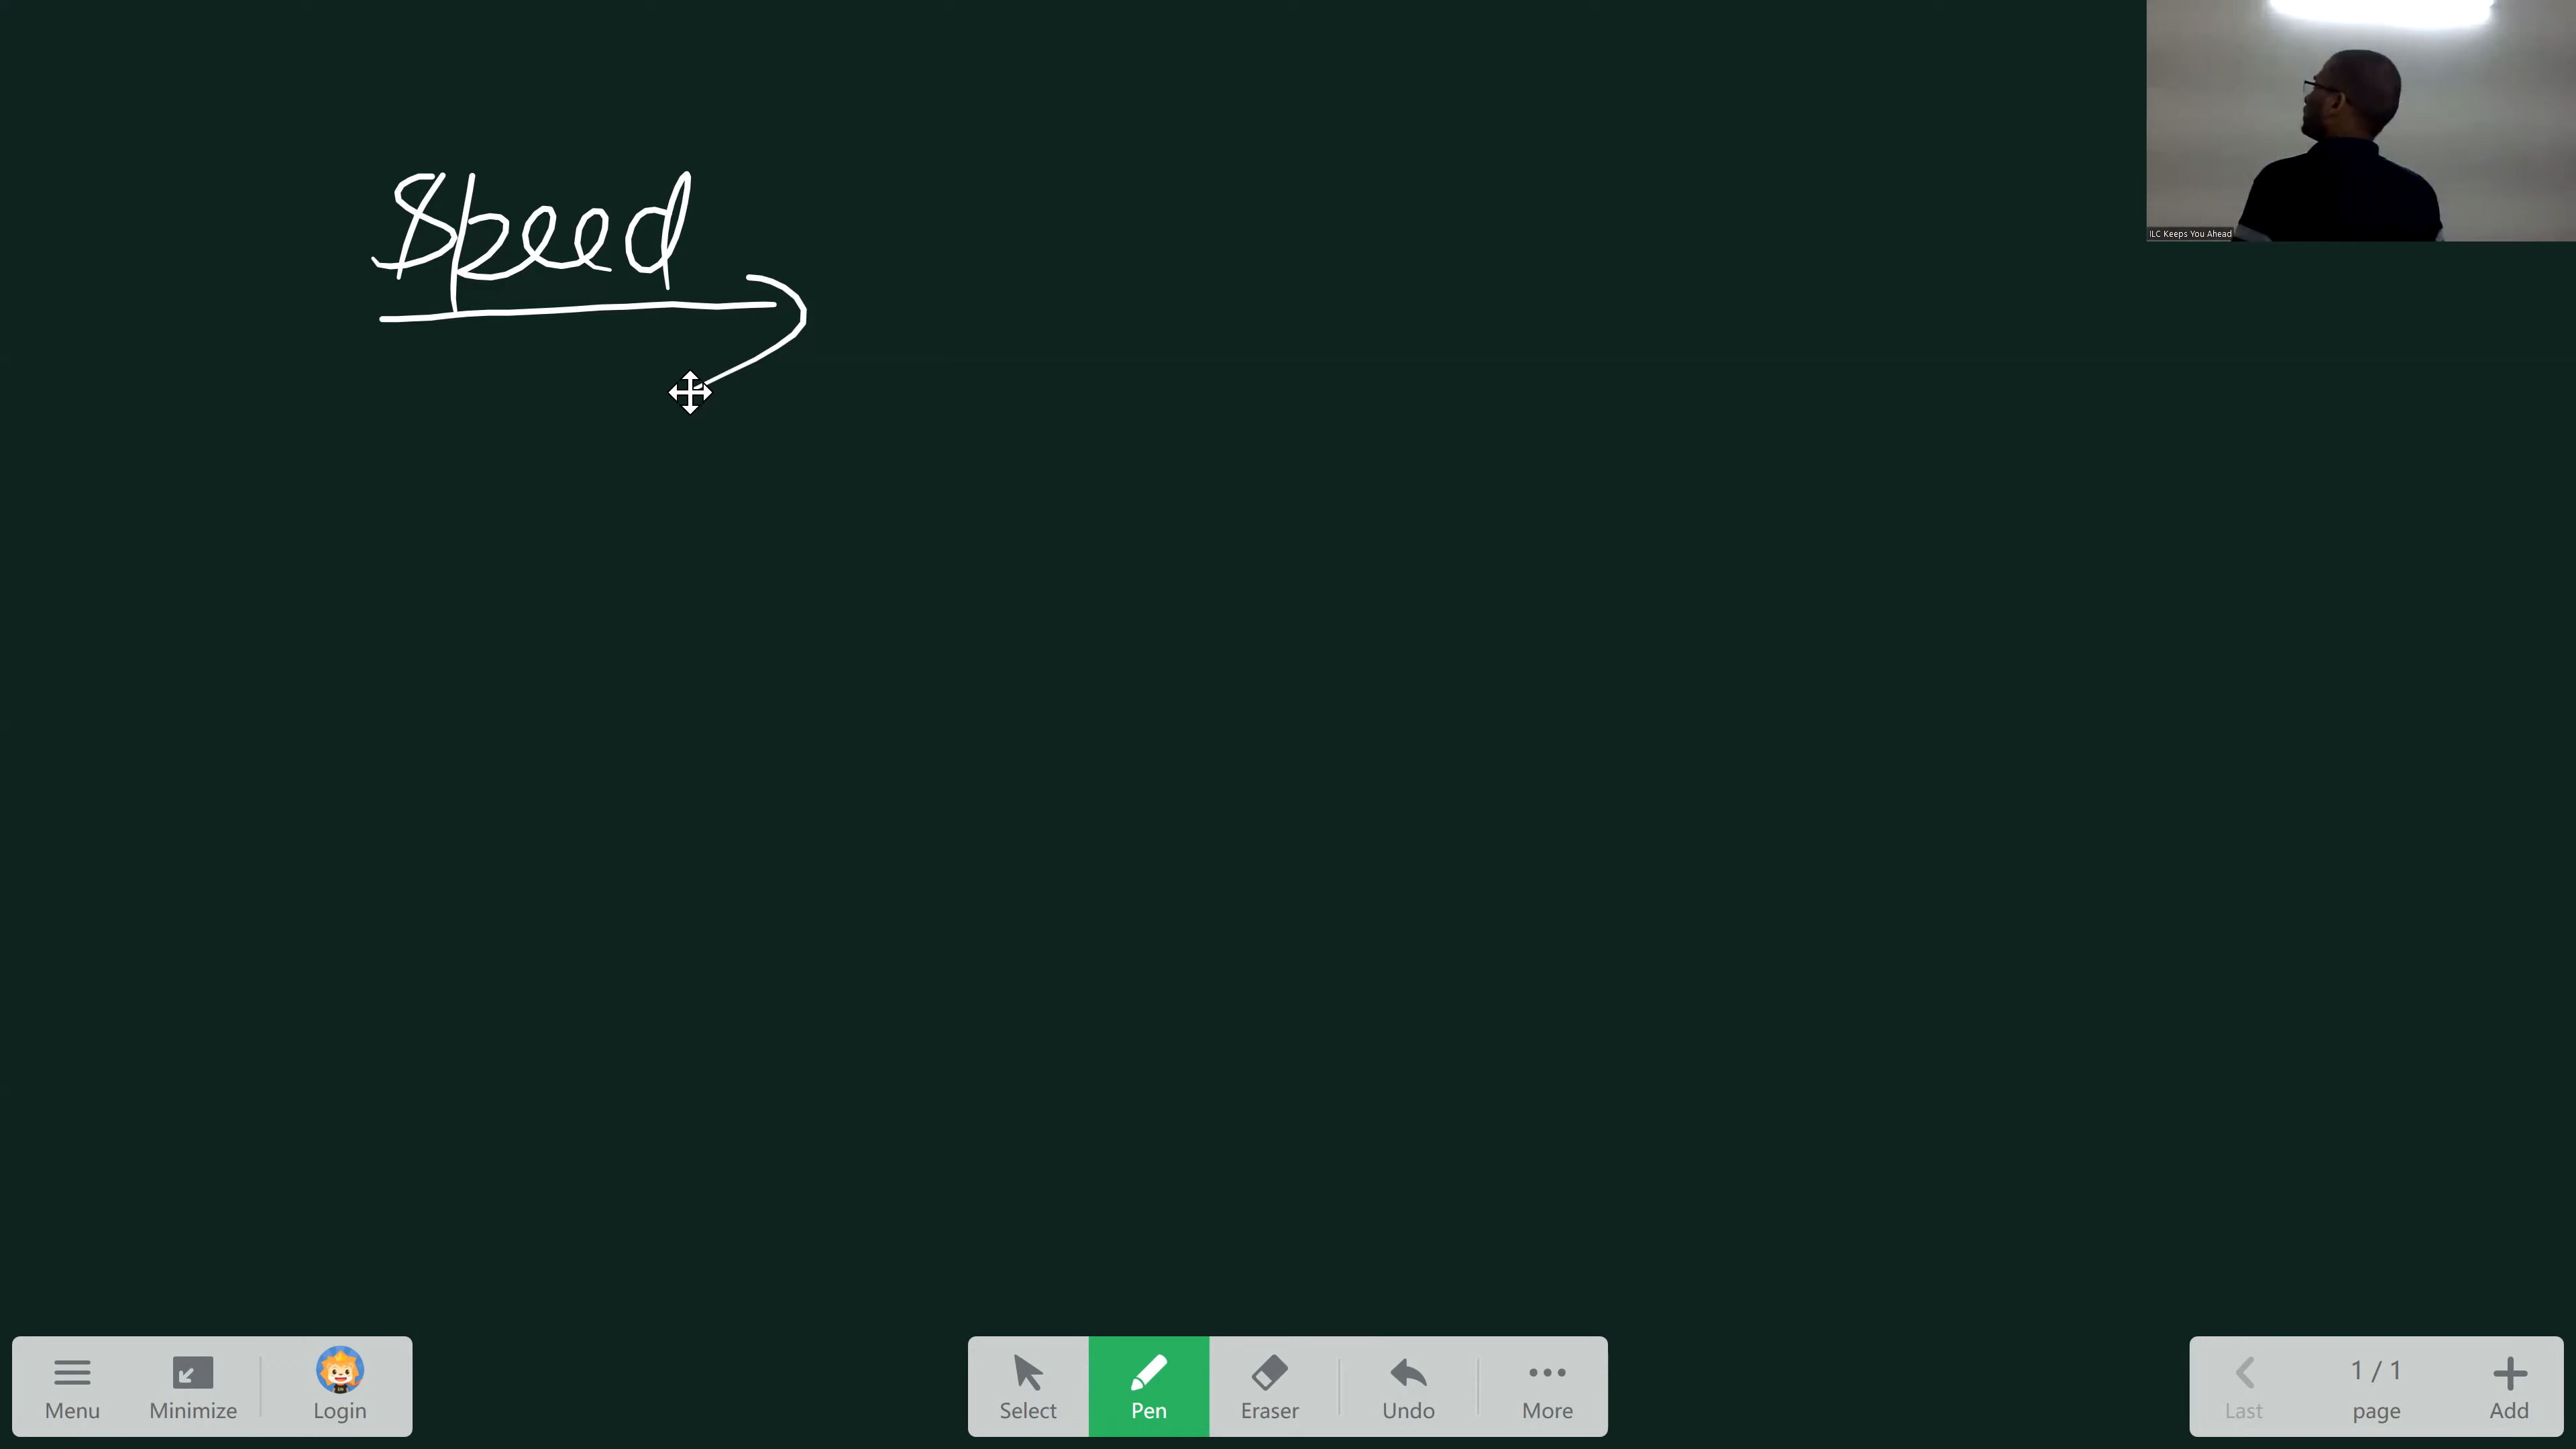 Speed
ILC Keeps You Ahead
Menu Minimize Login Select Pen Eraser Undo More Last 1 / 1 page Add